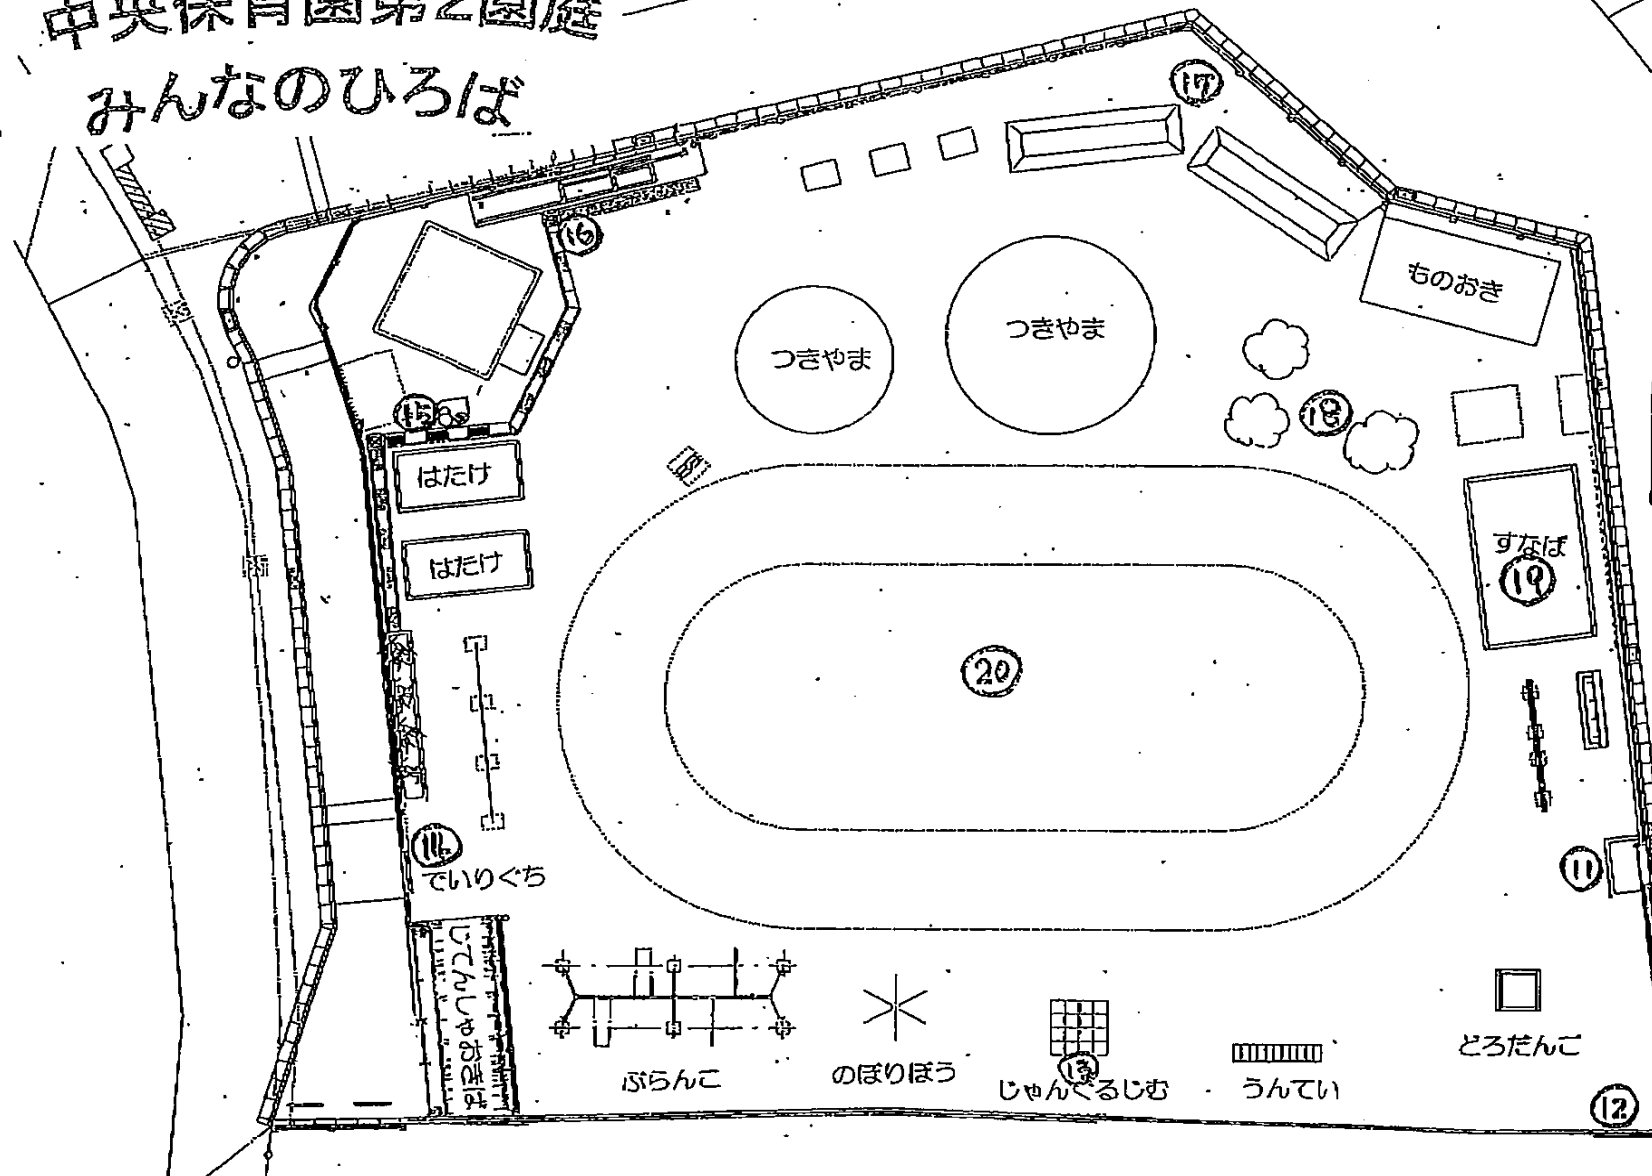 中央保育園第2園庭
みんなのひろば
⑰
⑯
ものおき
つきやま
つきやま
⑱
⑮
はたけ
はたけ
すなば
⑲
⑳
⑭
でいりぐち
⑪
じてんしゃおきば
ぶらんこ
のぼりぼう
⑬
じゃんぐるじむ
うんてい
どろだんご
⑫